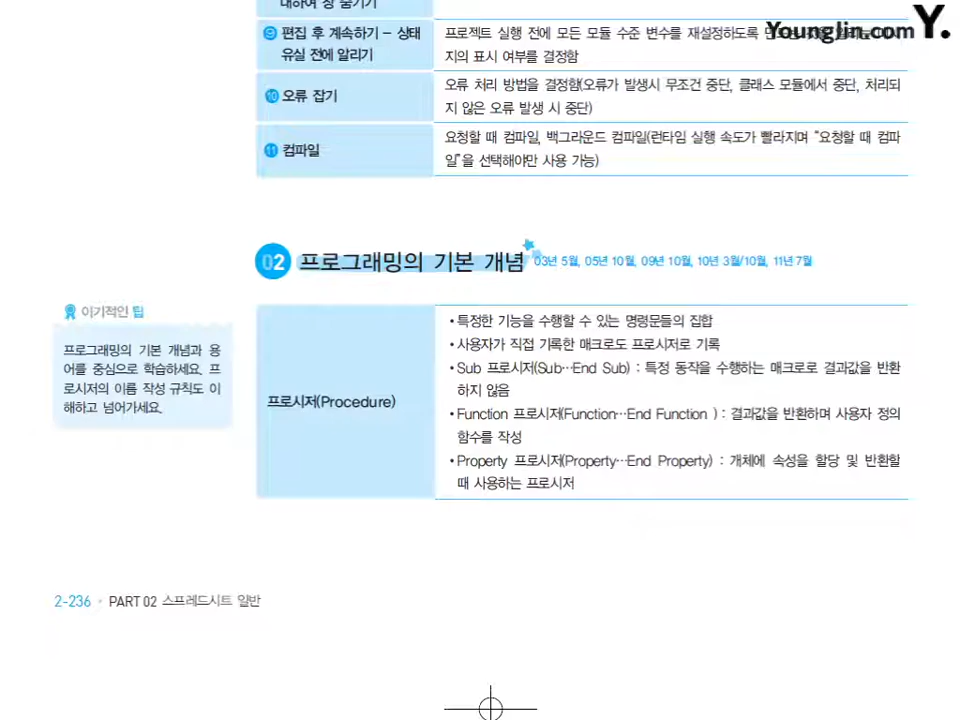 대하여 창 숨기기
⑨ 편집 후 계속하기 - 상태
유실 전에 알리기
프로젝트 실행 전에 모든 모듈 수준 변수를 재설정하도록
지의 표시 여부를 결정함
Younglin.com Y.
⑩ 오류 잡기
오류 처리 방법을 결정함(오류가 발생시 무조건 중단, 클래스 모듈에서 중단, 처리되
지 않은 오류 발생 시 중단)
⑪ 컴파일
요청할 때 컴파일, 백그라운드 컴파일(런타임 실행 속도가 빨라지며 "요청할 때 컴파
일"을 선택해야만 사용 가능)
02 프로그래밍의 기본 개념 03년 5월, 05년 10월, 09년 10월, 10년 3월/10월, 11년 7월
이기적인 팁
프로그래밍의 기본 개념과 용
어를 중심으로 학습하세요. 프
로시저의 이름 작성 규칙도 이
해하고 넘어가세요.
프로시저(Procedure)
•특정한 기능을 수행할 수 있는 명령문들의 집합
•사용자가 직접 기록한 매크로도 프로시저로 기록
•Sub 프로시저(Sub…End Sub) : 특정 동작을 수행하는 매크로로 결과값을 반환
하지 않음
•Function 프로시저(Function…End Function ) : 결과값을 반환하며 사용자 정의
함수를 작성
•Property 프로시저(Property…End Property) : 개체에 속성을 할당 및 반환할
때 사용하는 프로시저
2-236 • PART 02 스프레드시트 일반